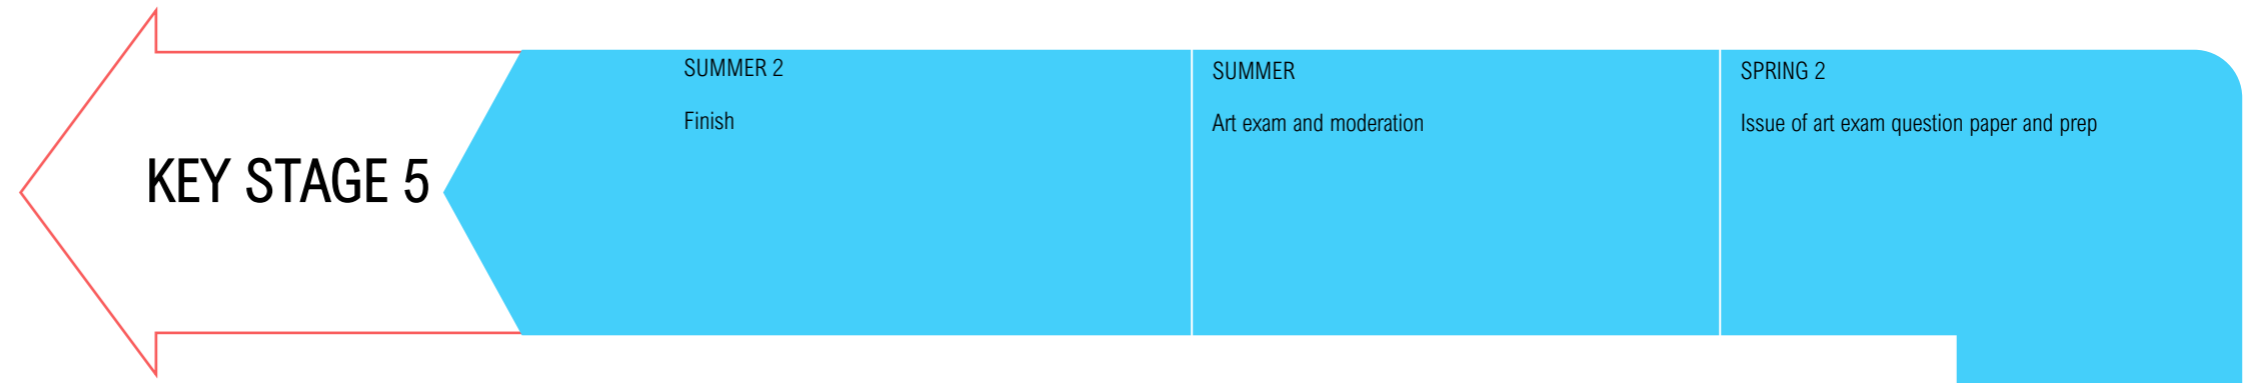 KEY STAGE 5
SUMMER 2
Finish
SUMMER
Art exam and moderation
SPRING 2
Issue of art exam question paper and prep